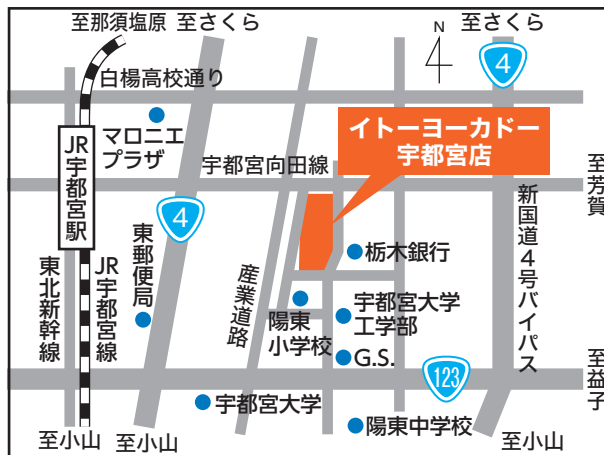 至那須塩原
至さくら
N
至さくら
4
白楊高校通り
マロニエ
プラザ
イトーヨーカドー
宇都宮店
宇都宮向田線
至芳賀
JR宇都宮駅
4
新国道4号バイパス
東郵便局
産業道路
栃木銀行
東北新幹線
JR宇都宮線
陽東
小学校
宇都宮大学
工学部
G.S.
123
至益子
宇都宮大学
陽東中学校
至小山
至小山
至小山